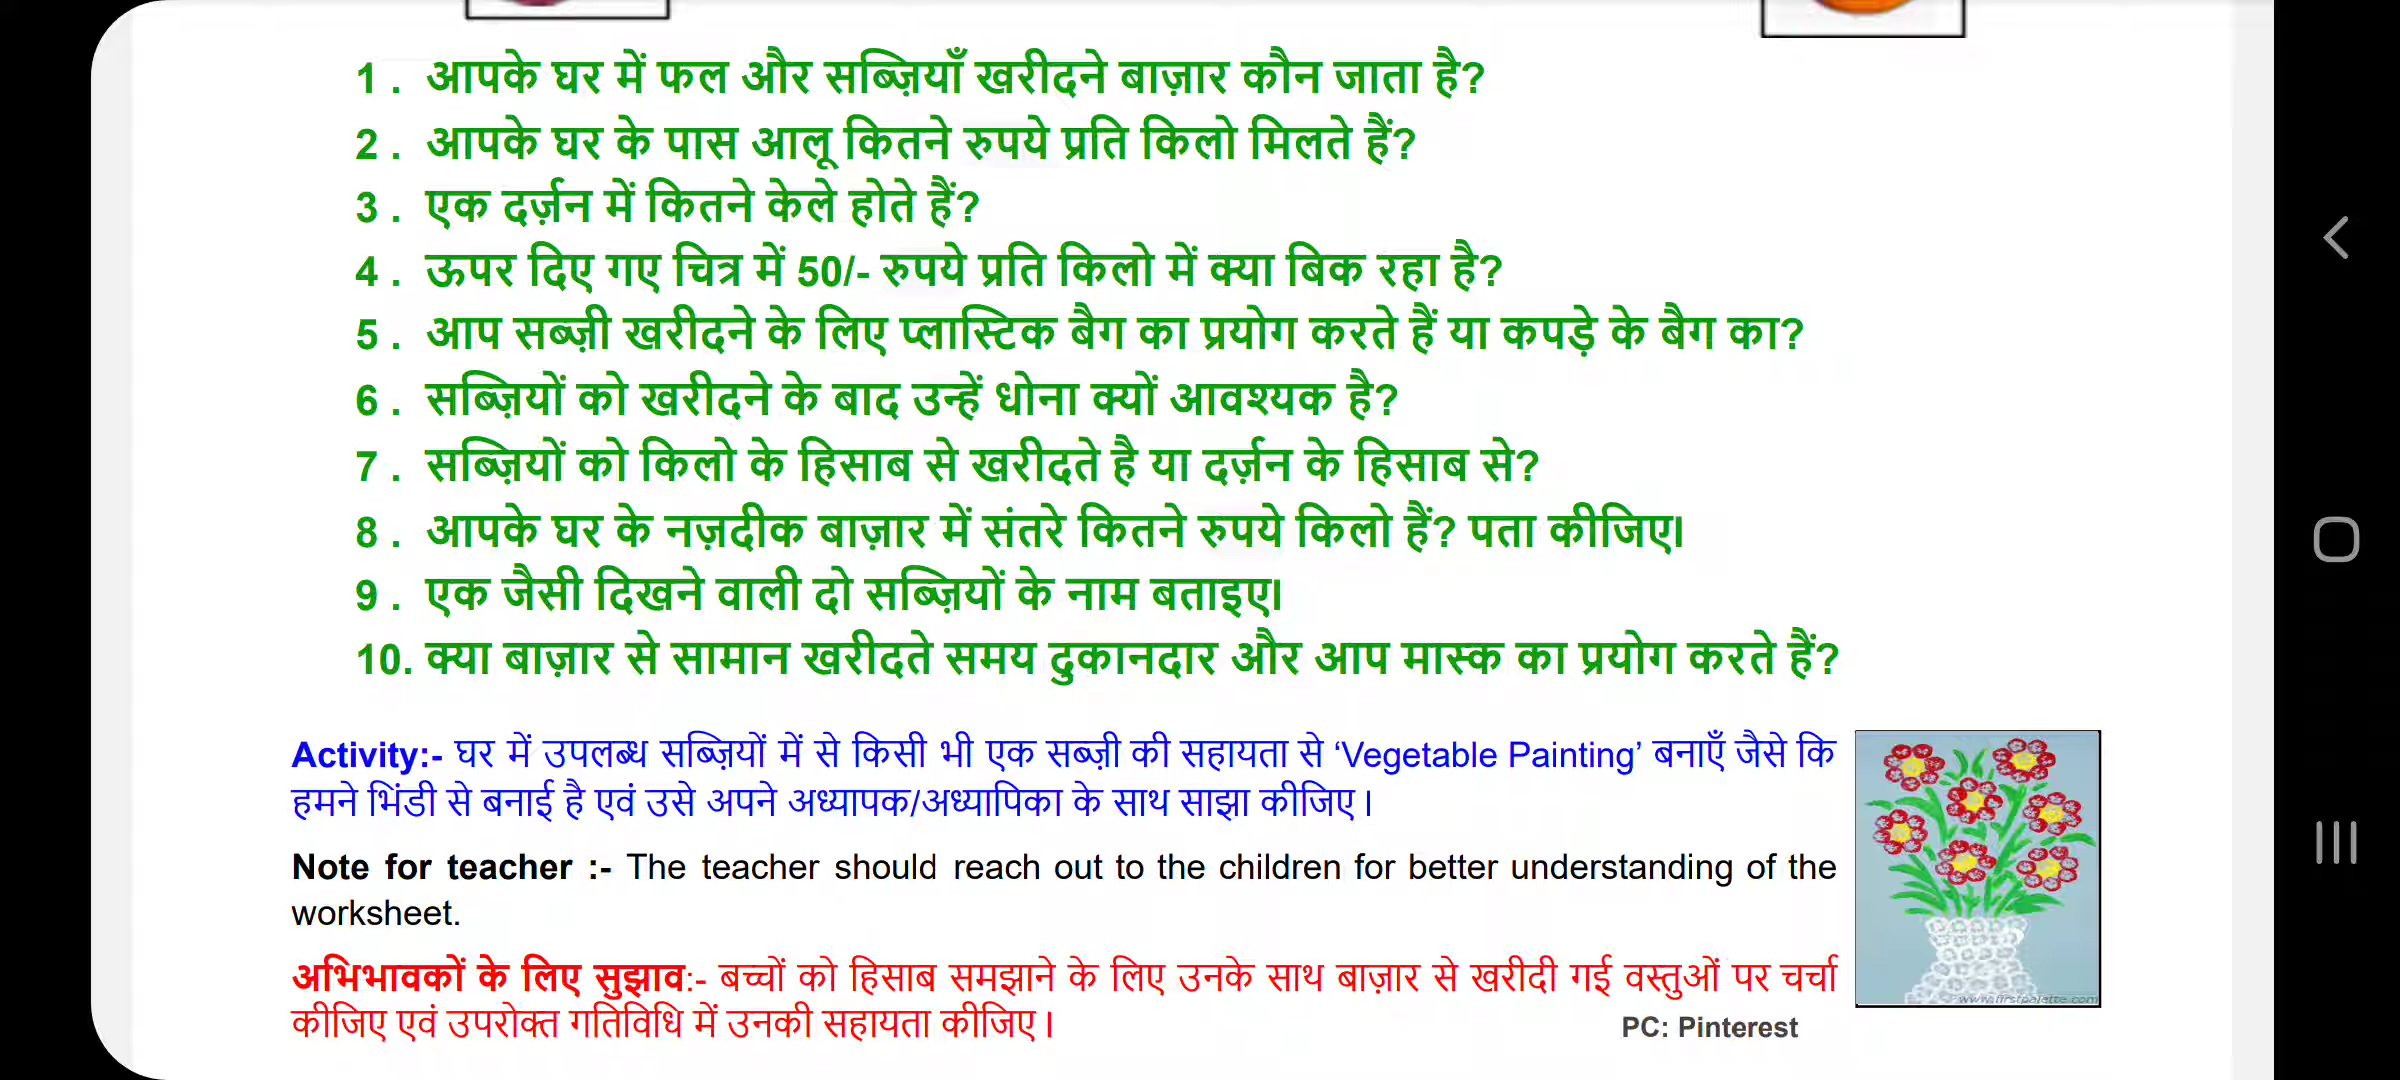 1 . आपके घर में फल और सब्ज़ियाँ खरीदने बाज़ार कौन जाता है?
2 . आपके घर के पास आलू कितने रुपये प्रति किलो मिलते हैं?
3 . एक दर्ज़न में कितने केले होते हैं?
4 . ऊपर दिए गए चित्र में 50/- रुपये प्रति किलो में क्या बिक रहा है?
5 . आप सब्ज़ी खरीदने के लिए प्लास्टिक बैग का प्रयोग करते हैं या कपड़े के बैग का?
6 . सब्ज़ियों को खरीदने के बाद उन्हें धोना क्यों आवश्यक है?
7 . सब्ज़ियों को किलो के हिसाब से खरीदते है या दर्ज़न के हिसाब से?
8 . आपके घर के नज़दीक बाज़ार में संतरे कितने रुपये किलो हैं? पता कीजिए।
9 . एक जैसी दिखने वाली दो सब्ज़ियों के नाम बताइए।
10. क्या बाज़ार से सामान खरीदते समय दुकानदार और आप मास्क का प्रयोग करते हैं?
Activity:- घर में उपलब्ध सब्ज़ियों में से किसी भी एक सब्ज़ी की सहायता से ‘Vegetable Painting’ बनाएँ जैसे कि
हमने भिंडी से बनाई है एवं उसे अपने अध्यापक/अध्यापिका के साथ साझा कीजिए।
Note for teacher :- The teacher should reach out to the children for better understanding of the
worksheet.
अभिभावकों के लिए सुझाव:- बच्चों को हिसाब समझाने के लिए उनके साथ बाज़ार से खरीदी गई वस्तुओं पर चर्चा
कीजिए एवं उपरोक्त गतिविधि में उनकी सहायता कीजिए।
www.firstpalette.com
PC: Pinterest